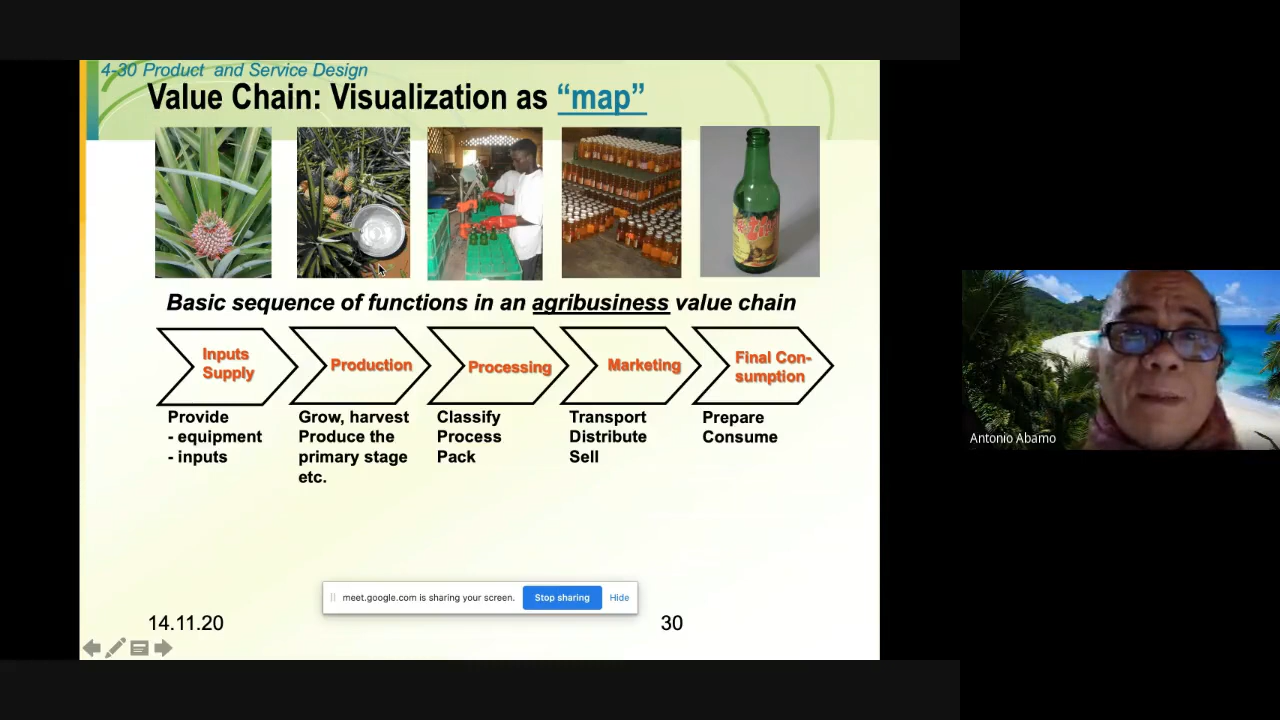 4-30 Product and Service Design
Value Chain: Visualization as “map”
Basic sequence of functions in an agribusiness value chain
Inputs
Supply
Production
Processing
Marketing
Final Con-
sumption
Provide
- equipment
- inputs
Grow, harvest
Produce the
primary stage
etc.
Classify
Process
Pack
Transport
Distribute
Sell
Prepare
Consume
meet.google.com is sharing your screen.
Stop sharing
Hide
14.11.20
30
Antonio Abamo